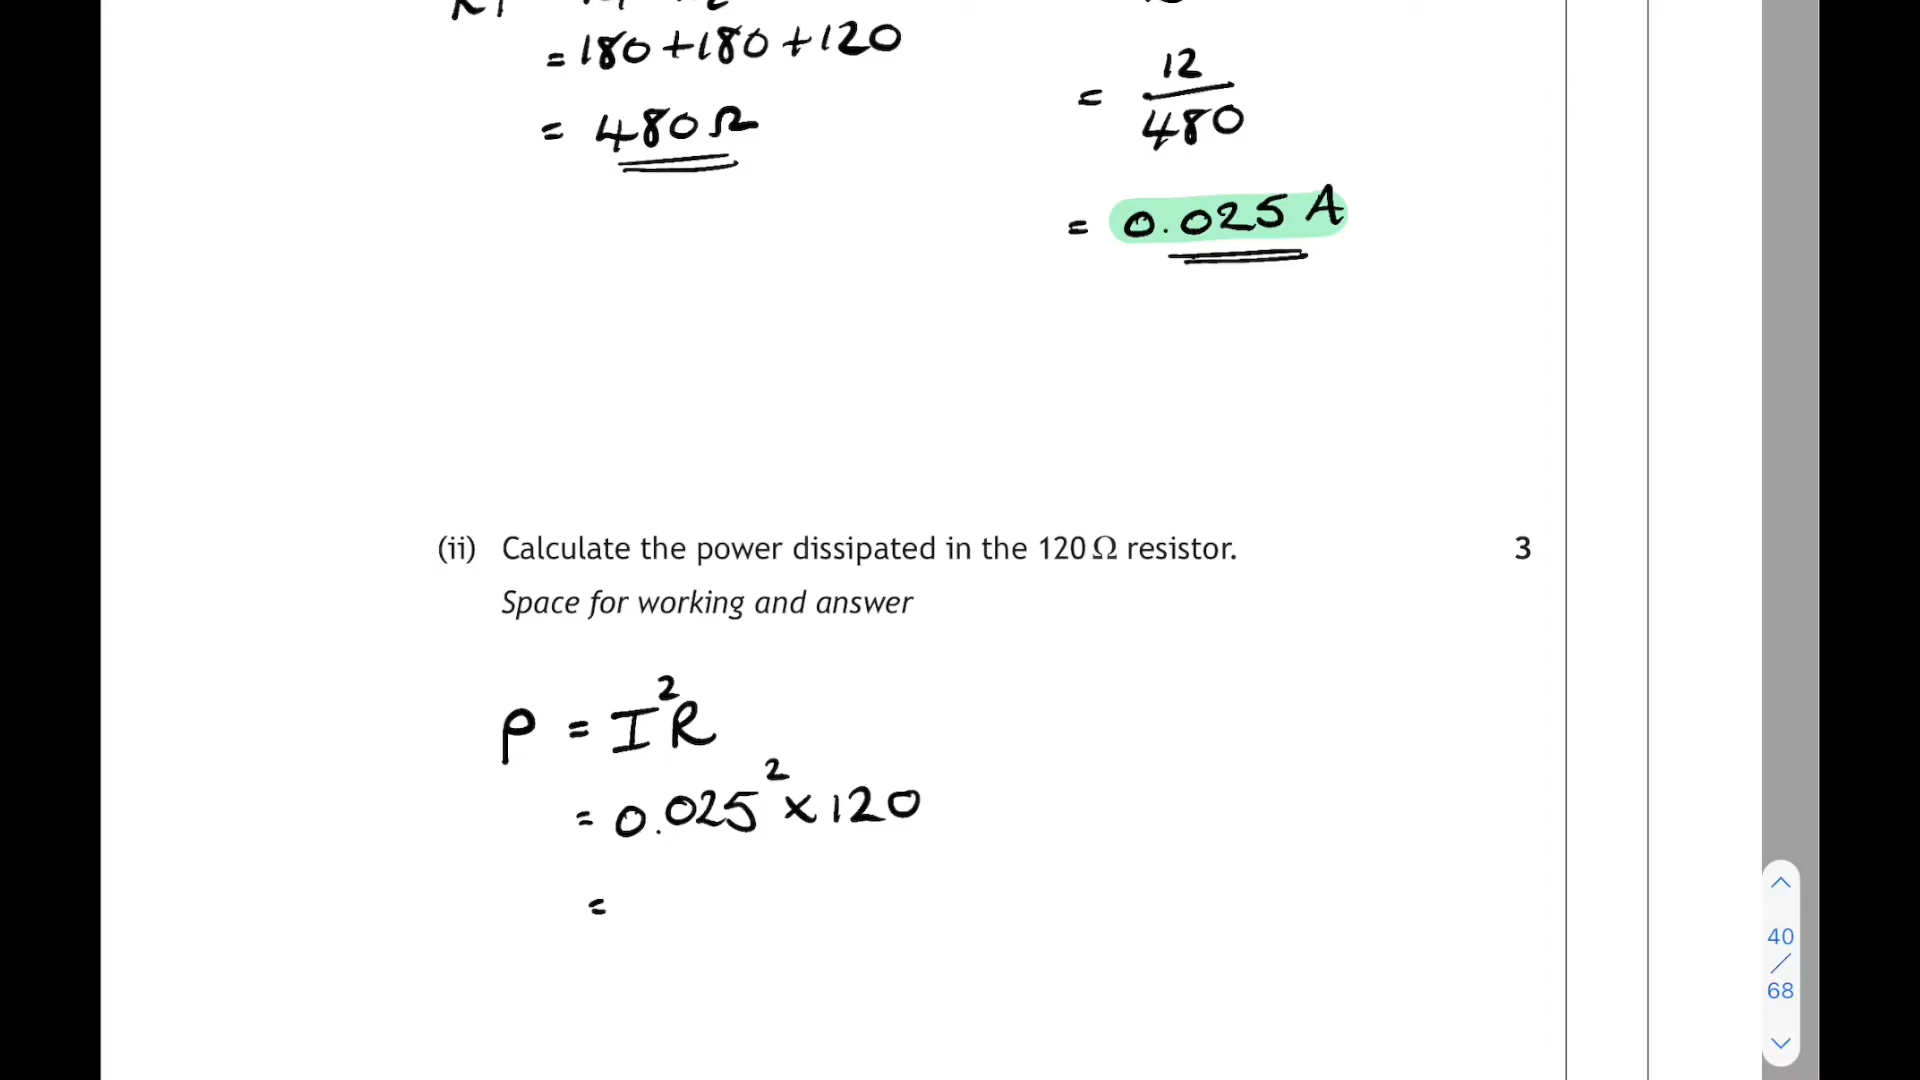 = 180 + 180 + 120
= 480 Ω
= 12
480
= 0.025 A
(ii) Calculate the power dissipated in the 120 Ω resistor. 3
Space for working and answer
P = I²R
= 0.025² × 120
=
40
/
68